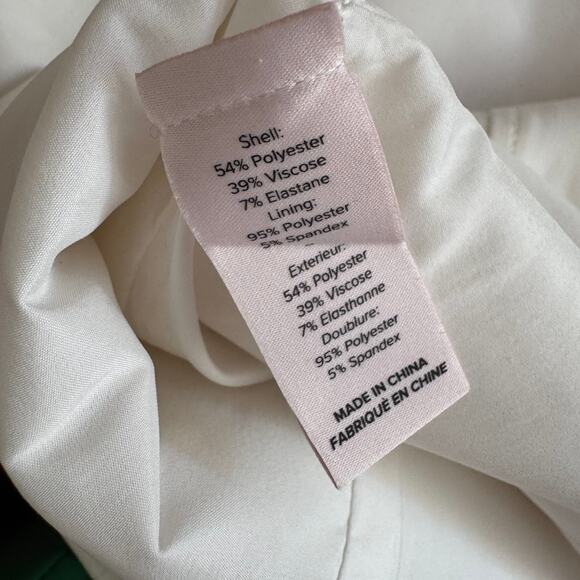 Shell:
54% Polyester
39% Viscose
7% Elastane
Lining:
95% Polyester
5% Spandex
Exterieur:
54% Polyester
39% Viscose
7% Elasthanne
Doublure:
95% Polyester
5% Spandex
MADE IN CHINA
FABRIQUÉ EN CHINE